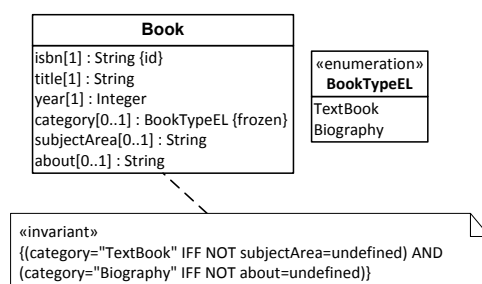 Book
isbn[1] : String {id}
title[1] : String
year[1] : Integer
category[0..1] : BookTypeEL {frozen}
subjectArea[0..1] : String
about[0..1] : String
«enumeration»
BookTypeEL
TextBook
Biography
«invariant»
{(category="TextBook" IFF NOT subjectArea=undefined) AND
(category="Biography" IFF NOT about=undefined)}